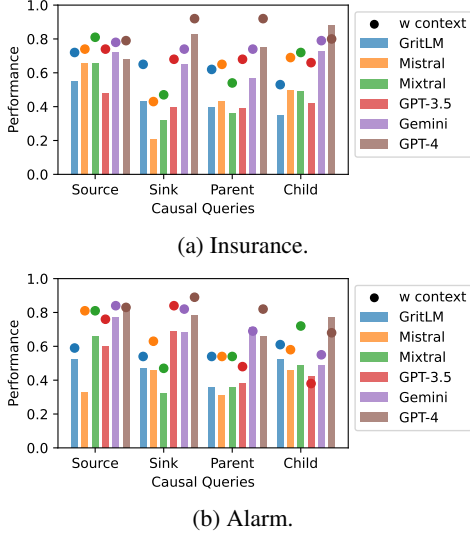 1.0
0.8
0.6
0.4
0.2
0.0
Performance
Source Sink Parent Child
Causal Queries
w context
GritLM
Mistral
Mixtral
GPT-3.5
Gemini
GPT-4
(a) Insurance.
1.0
0.8
0.6
0.4
0.2
0.0
Performance
Source Sink Parent Child
Causal Queries
w context
GritLM
Mistral
Mixtral
GPT-3.5
Gemini
GPT-4
(b) Alarm.